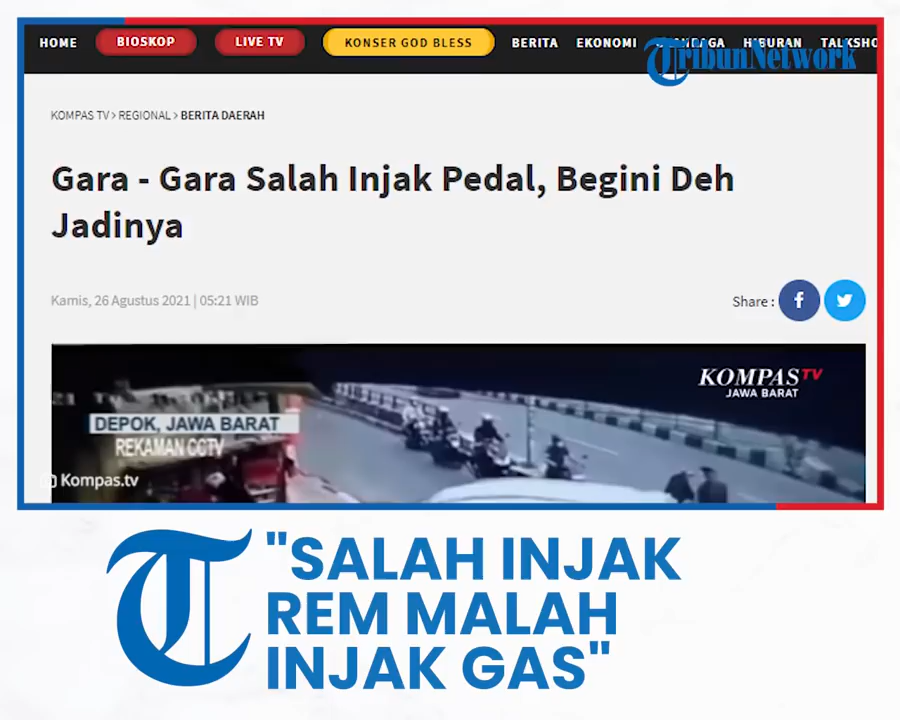 HOME BIOSKOP LIVE TV KONSER GOD BLESS BERITA EKONOMI HIBURAN TALKSHO
TribunNetwork
KOMPAS TV > REGIONAL > BERITA DAERAH
Gara - Gara Salah Injak Pedal, Begini Deh
Jadinya
Kamis, 26 Agustus 2021 | 05:21 WIB
Share :
KOMPAS TV
JAWA BARAT
DEPOK, JAWA BARAT
REKAMAN CCTV
Kompas.tv
"SALAH INJAK
REM MALAH
INJAK GAS"